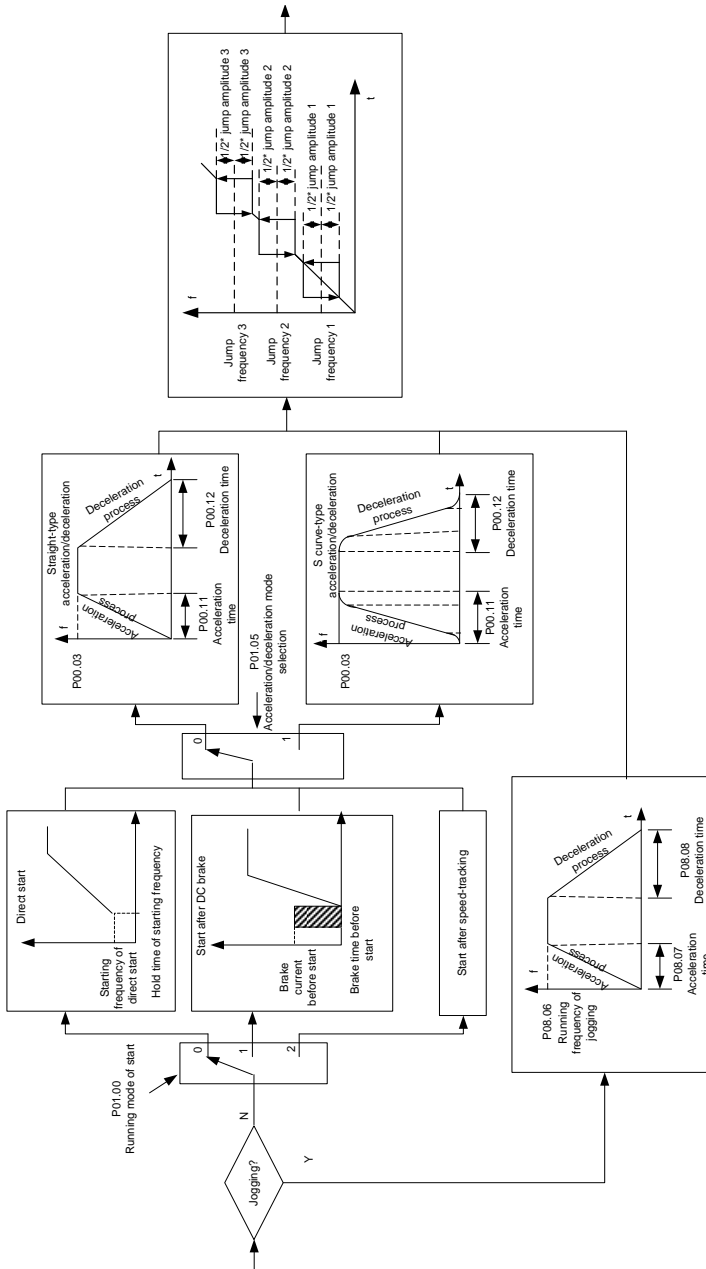 Jogging?
N
Y
P01.00
Running mode of start
0
1
2
Direct start
Starting
frequency of
direct start
Hold time of starting frequency
Start after DC brake
Brake
current
before start
Brake time before
start
Start after speed-tracking
0
1
P01.05
Acceleration/deceleration mode
selection
Straight-type
acceleration/deceleration
f
P00.03
Acceleration
process
Deceleration
process
t
P00.11
Acceleration
time
P00.12
Deceleration time
S curve-type
acceleration/deceleration
f
P00.03
Acceleration
process
Deceleration
process
t
P00.11
Acceleration
time
P00.12
Deceleration time
f
P08.06
Running
frequency of
jogging
Acceleration
process
Deceleration
process
t
P08.07
Acceleration
time
P08.08
Deceleration time
f
Jump
frequency 3
Jump
frequency 2
Jump
frequency 1
1/2* jump amplitude 3
1/2* jump amplitude 3
1/2* jump amplitude 2
1/2* jump amplitude 2
1/2* jump amplitude 1
1/2* jump amplitude 1
t